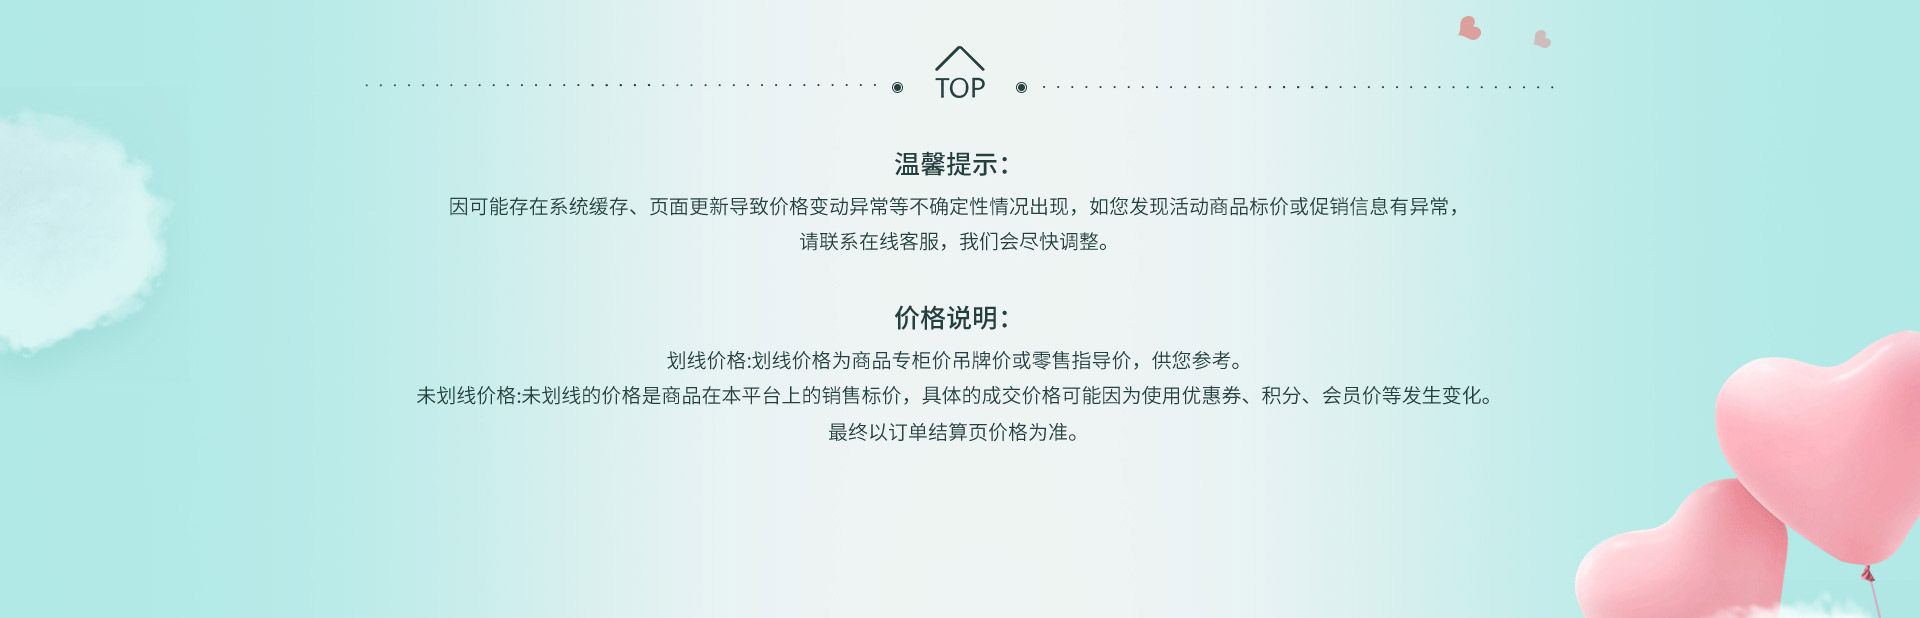 TOP
温馨提示：
因可能存在系统缓存、页面更新导致价格变动异常等不确定性情况出现，如您发现活动商品标价或促销信息有异常，
请联系在线客服，我们会尽快调整。
价格说明：
划线价格:划线价格为商品专柜价吊牌价或零售指导价，供您参考。
未划线价格:未划线的价格是商品在本平台上的销售标价，具体的成交价格可能因为使用优惠券、积分、会员价等发生变化。
最终以订单结算页价格为准。